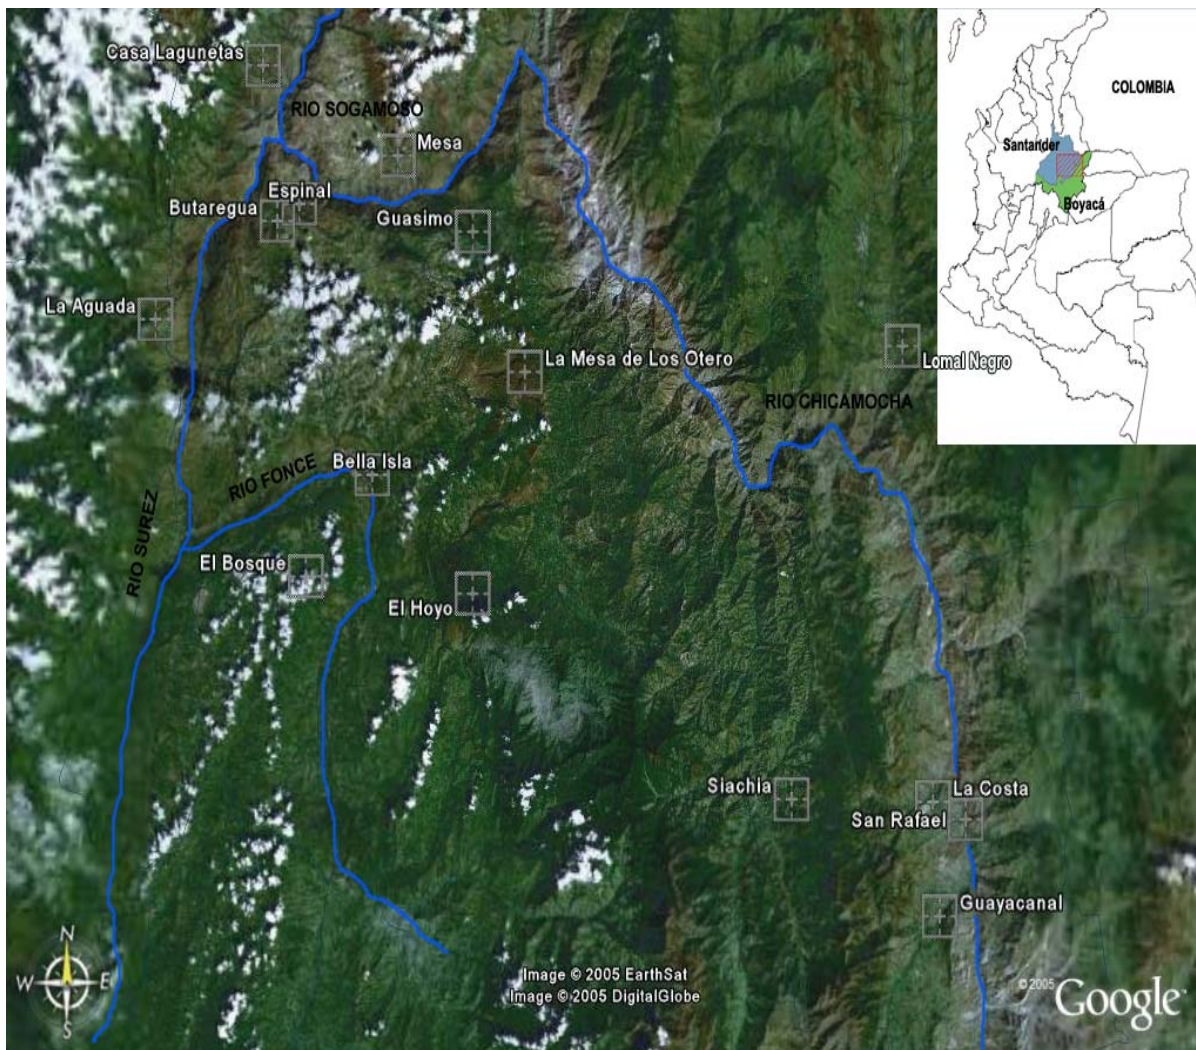 Casa Lagunetas
RIO SOGAMOSO
COLOMBIA
Mesa
Santander
Espinal
Butaregua
Guasimo
Boyacá
La Aguada
La Mesa de Los Otero
Lomal Negro
RIO CHICAMOCHA
Bella Isla
RIO FONCE
RIO SUREZ
El Bosque
El Hoyo
Siachia
La Costa
San Rafael
Guayacanal
N
W E
S
Image © 2005 EarthSat
Image © 2005 DigitalGlobe
© 2005 Google™